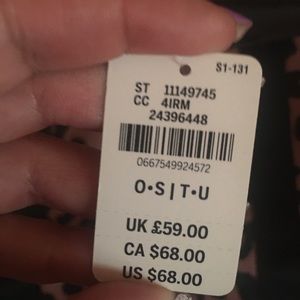 S1-131
ST 11149745
CC 4IRM
24396448
0667549924572
O•S|T•U
UK £59.00
CA $68.00
US $68.00